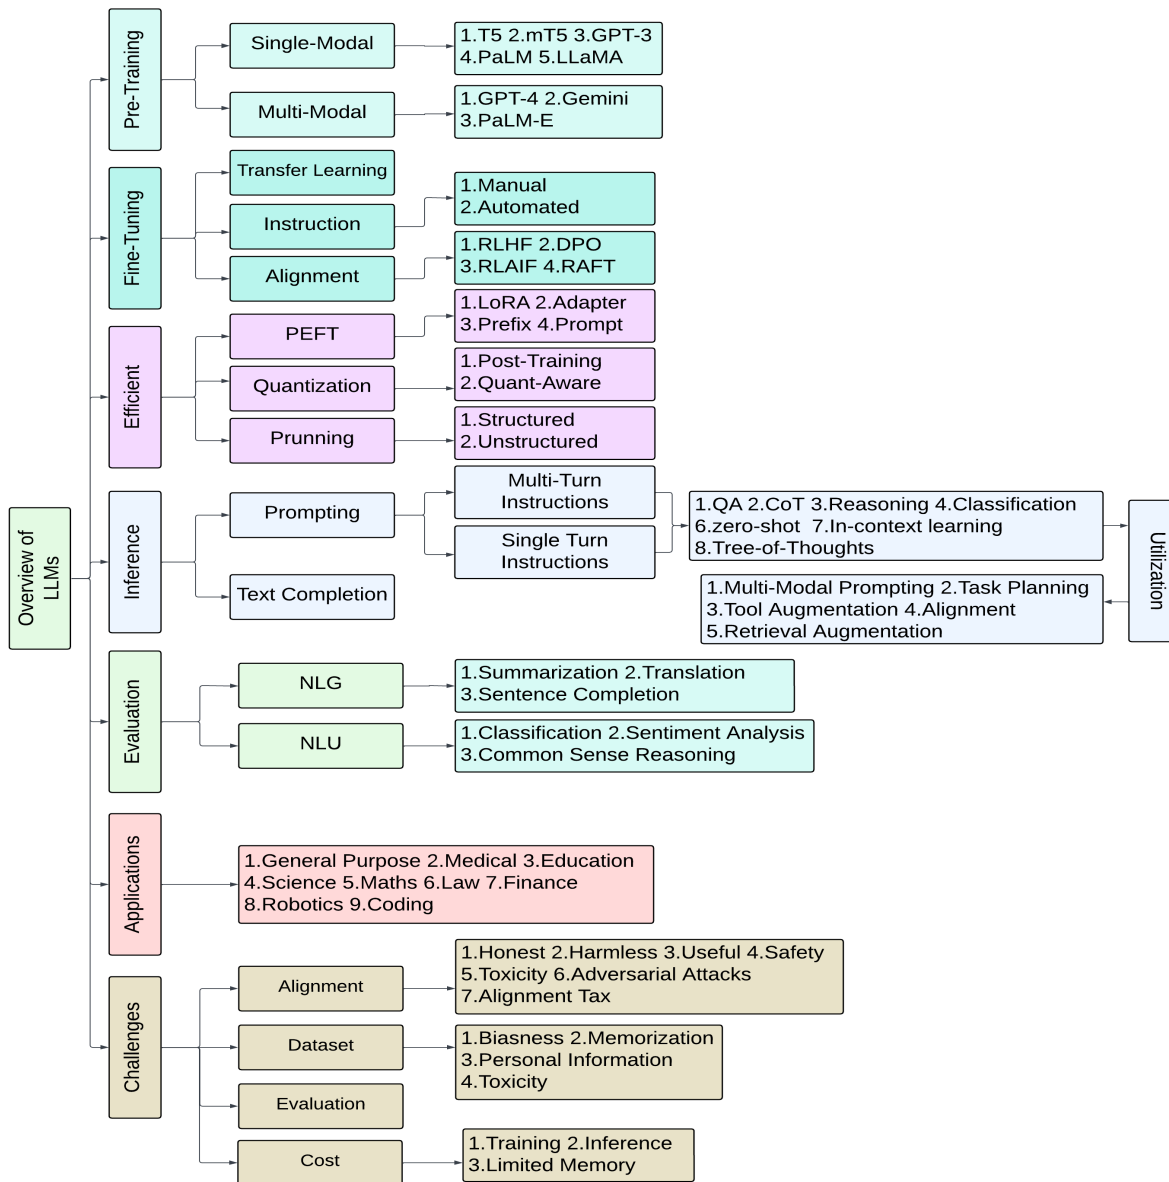 Ovenview of
LLMs
Pre-Training
Single-Modal
1.T5 2.mT5 3.GPT-3
4.PaLM 5.LLaMA
Multi-Modal
1.GPT-4 2.Gemini
3.PaLM-E
Fine-Tuning
Transfer Learning
Instruction
1.Manual
2.Automated
Alignment
1.RLHF 2.DPO
3.RLAIF 4.RAFT
Efficient
PEFT
1.LoRA 2.Adapter
3.Prefix 4.Prompt
Quantization
1.Post-Training
2.Quant-Aware
Prunning
1.Structured
2.Unstructured
Inference
Prompting
Multi-Turn
Instructions
Single Turn
Instructions
1.QA 2.CoT 3.Reasoning 4.Classification
6.zero-shot 7.In-context learning
8.Tree-of-Thoughts
Utilization
1.Multi-Modal Prompting 2.Task Planning
3.Tool Augmentation 4.Alignment
5.Retrieval Augmentation
Text Completion
Evaluation
NLG
1.Summarization 2.Translation
3.Sentence Completion
NLU
1.Classification 2.Sentiment Analysis
3.Common Sense Reasoning
Applications
1.General Purpose 2.Medical 3.Education
4.Science 5.Maths 6.Law 7.Finance
8.Robotics 9.Coding
Challenges
Alignment
1.Honest 2.Harmless 3.Useful 4.Safety
5.Toxicity 6.Adversarial Attacks
7.Alignment Tax
Dataset
1.Biasness 2.Memorization
3.Personal Information
4.Toxicity
Evaluation
Cost
1.Training 2.Inference
3.Limited Memory